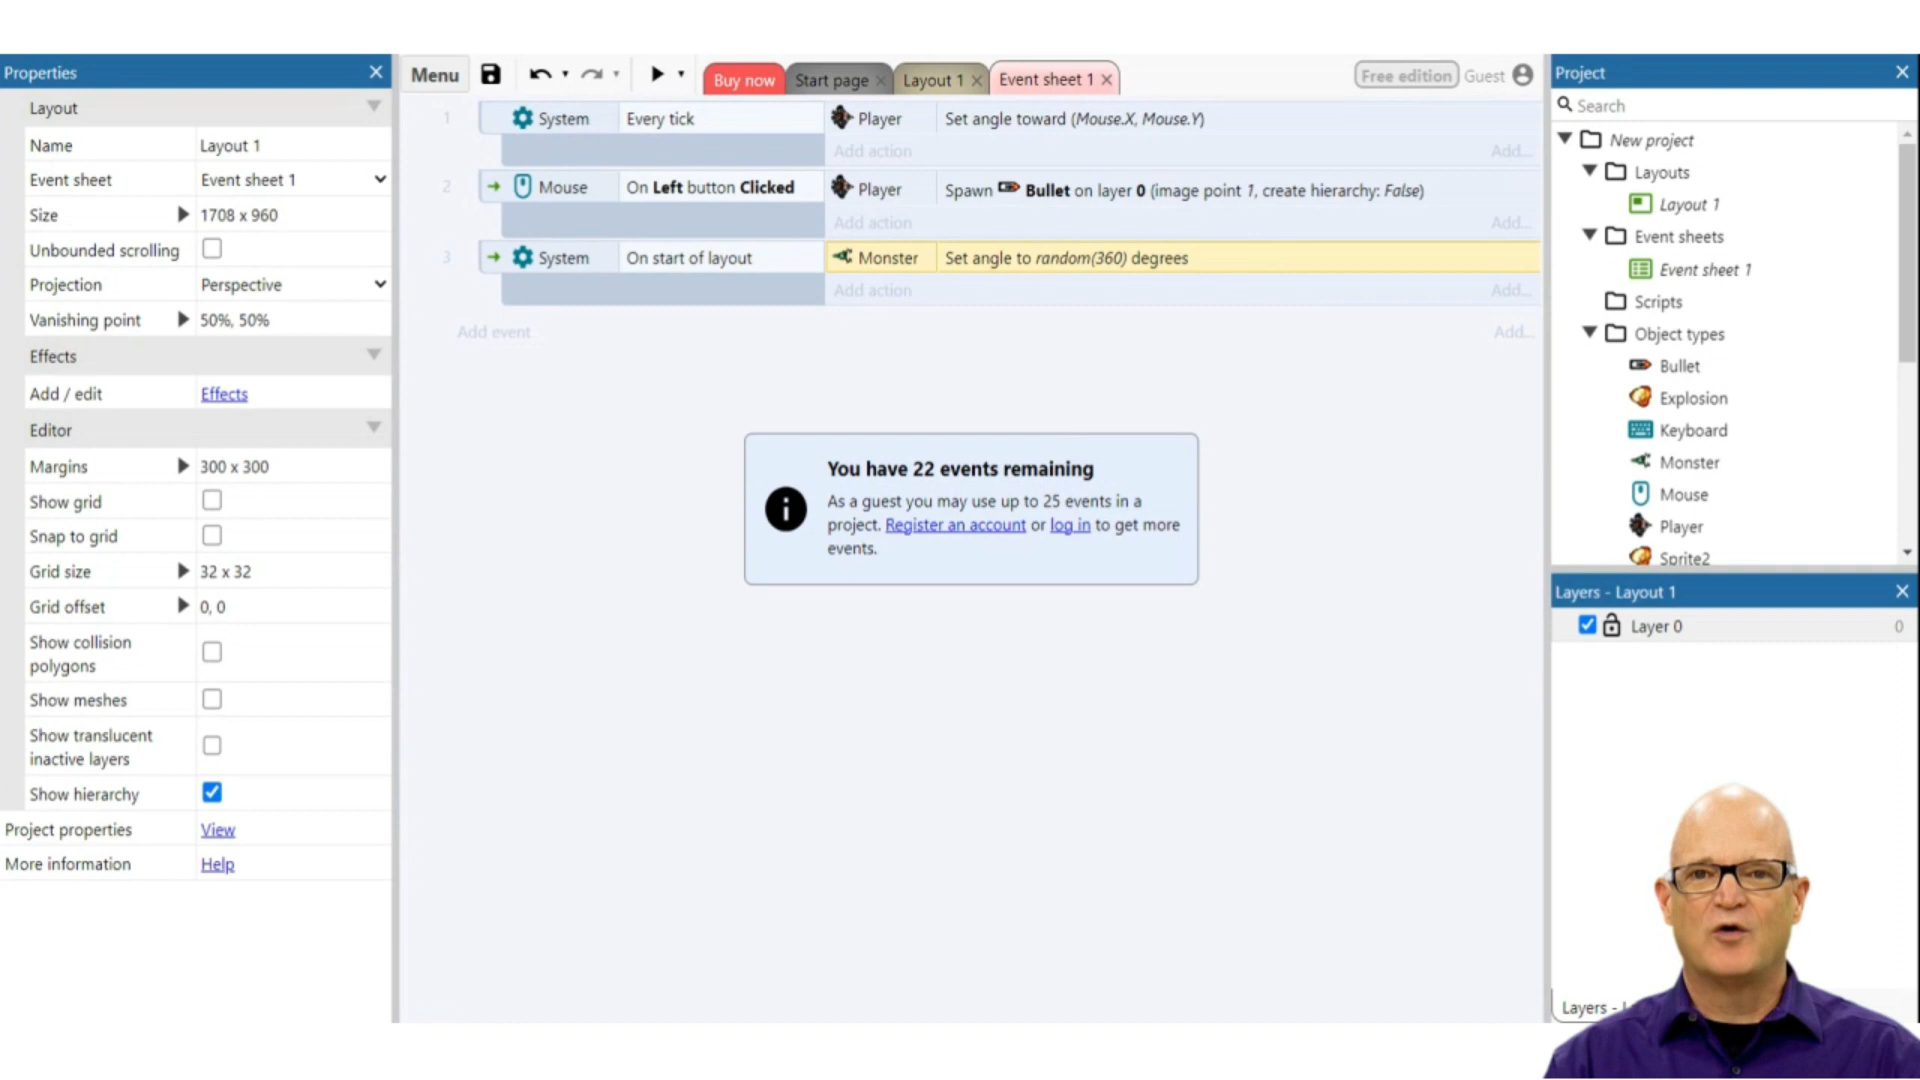 Properties
Layout
Name Layout 1
Event sheet Event sheet 1
Size 1708 x 960
Unbounded scrolling
Projection Perspective
Vanishing point 50%, 50%
Effects
Add / edit Effects
Editor
Margins 300 x 300
Show grid
Snap to grid
Grid size 32 x 32
Grid offset 0, 0
Show collision
polygons
Show meshes
Show translucent
inactive layers
Show hierarchy
Project properties View
More information Help
Menu Buy now Start page Layout 1 Event sheet 1 Free edition Guest
1 System Every tick Player Set angle toward (Mouse.X, Mouse.Y)
Add action Add...
2 Mouse On Left button Clicked Player Spawn Bullet on layer 0 (image point 1, create hierarchy: False)
Add action Add...
3 System On start of layout Monster Set angle to random(360) degrees
Add action Add...
Add event Add...
You have 22 events remaining
As a guest you may use up to 25 events in a
project. Register an account or log in to get more
events.
Project
Search
New project
Layouts
Layout 1
Event sheets
Event sheet 1
Scripts
Object types
Bullet
Explosion
Keyboard
Monster
Mouse
Player
Sprite2
Layers - Layout 1
Layer 0 0
Layers -